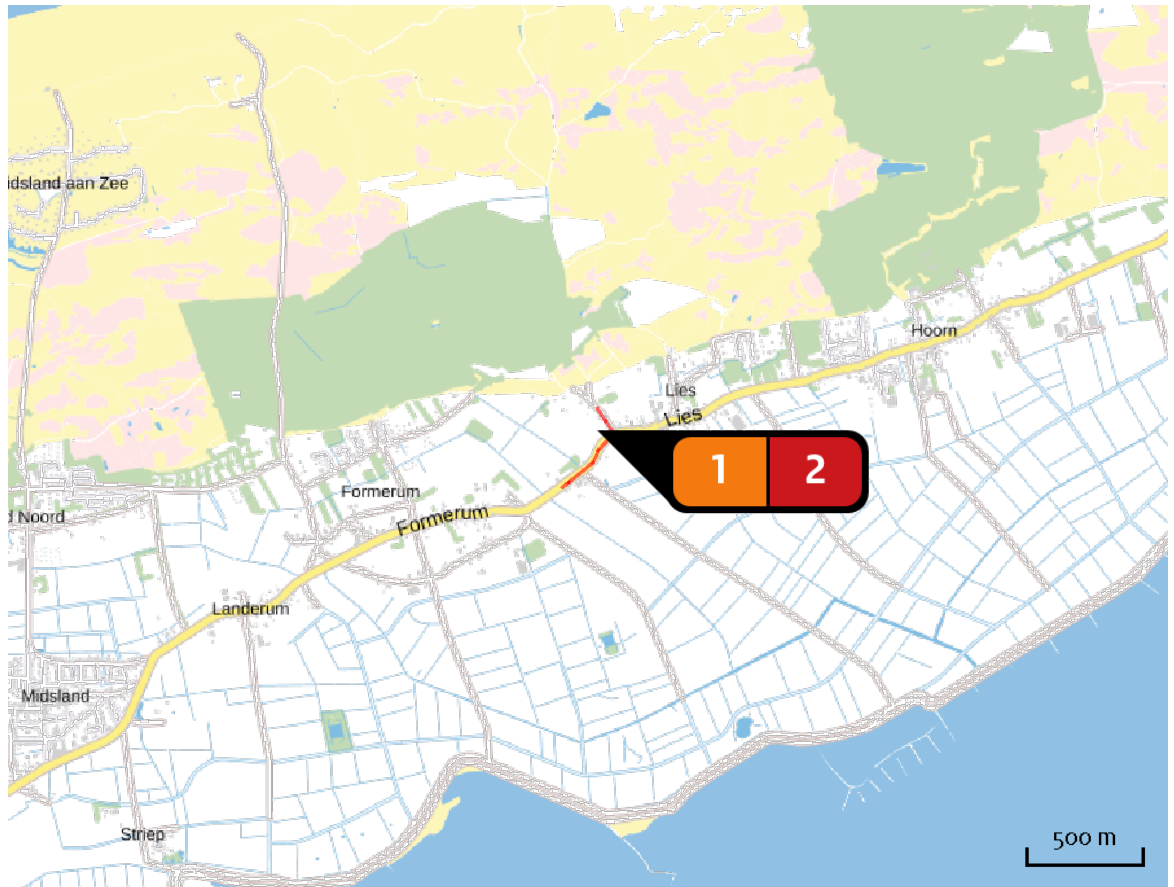 idsland aan Zee
Hoorn
Lies
Lies
1 2
Formerum
Formerum
d Noord
Landerum
Midsland
Striep
500 m